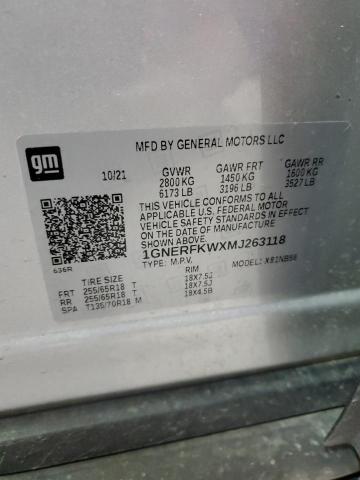 gm
MFD BY GENERAL MOTORS LLC
10/21 GVWR GAWR FRT GAWR RR
2800 KG 1450 KG 1600 KG
6173 LB 3196 LB 3527 LB
THIS VEHICLE CONFORMS TO ALL
APPLICABLE U.S. FEDERAL MOTOR
VEHICLE SAFETY STANDARDS IN
EFFECT ON THE DATE OF
MANUFACTURE SHOWN ABOVE.
1GNERFKWXMJ263118
636R TYPE: M.P.V. MODEL: X81NB56
TIRE SIZE RIM
FRT 255/65R18 T 18X7.5J
RR 255/65R18 T 18X7.5J
SPA T135/70R18 M 18X4.5B